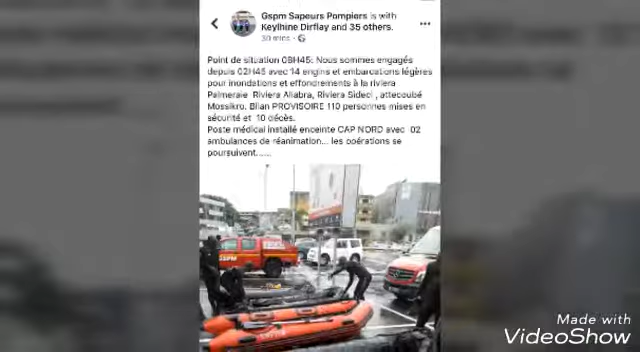 Gspm Sapeurs Pompiers is with
Keylhine Dirflay and 35 others.
30 mins
Point de situation 08H45: Nous sommes engagés
depuis 02H45 avec 14 engins et embarcations légères
pour inondations et effondrements à la riviera
Palmeraie Riviera Allabra, Riviera Sideci , attecoubé
Mossikro. Bilan PROVISOIRE 110 personnes mises en
sécurité et 10 décès.
Poste médical installé enceinte CAP NORD avec 02
ambulances de réanimation... les opérations se
poursuivent......
Made with
VideoShow